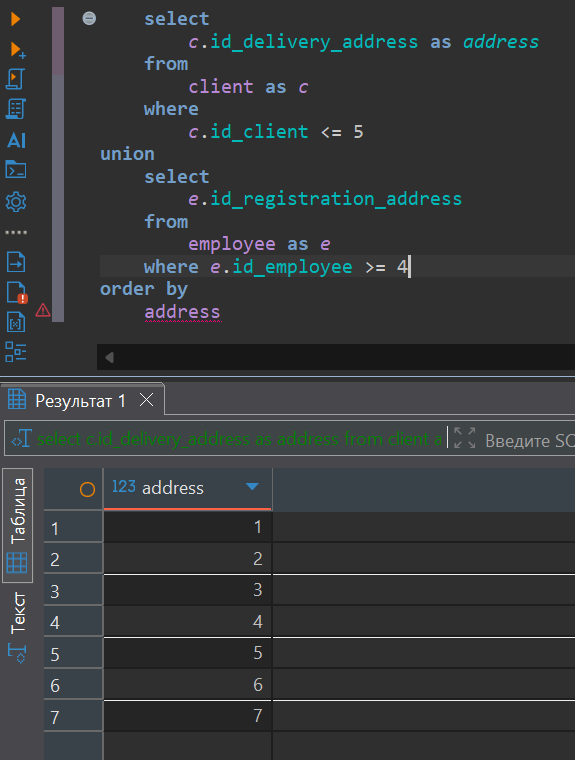 select
c.id_delivery_address as address
from
client as c
where
c.id_client <= 5
union
select
e.id_registration_address
from
employee as e
where e.id_employee >= 4
order by
address
AI
Результат 1
T select c.id_delivery_address as address from client a
Введите SC
Таблица
Текст
123 address
1 1
2 2
3 3
4 4
5 5
6 6
7 7